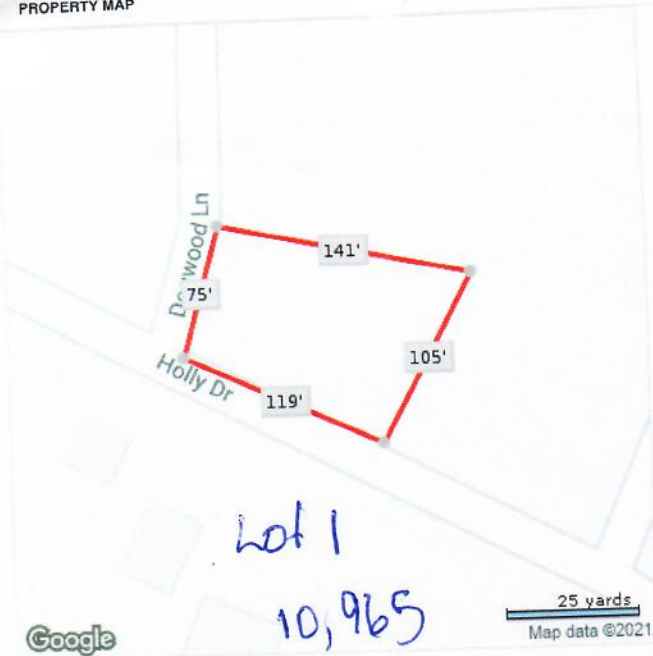 PROPERTY MAP
141'
75'
Holly Dr
119'
105'
Lot 1
10,965
25 yards
Google
Map data ©2021